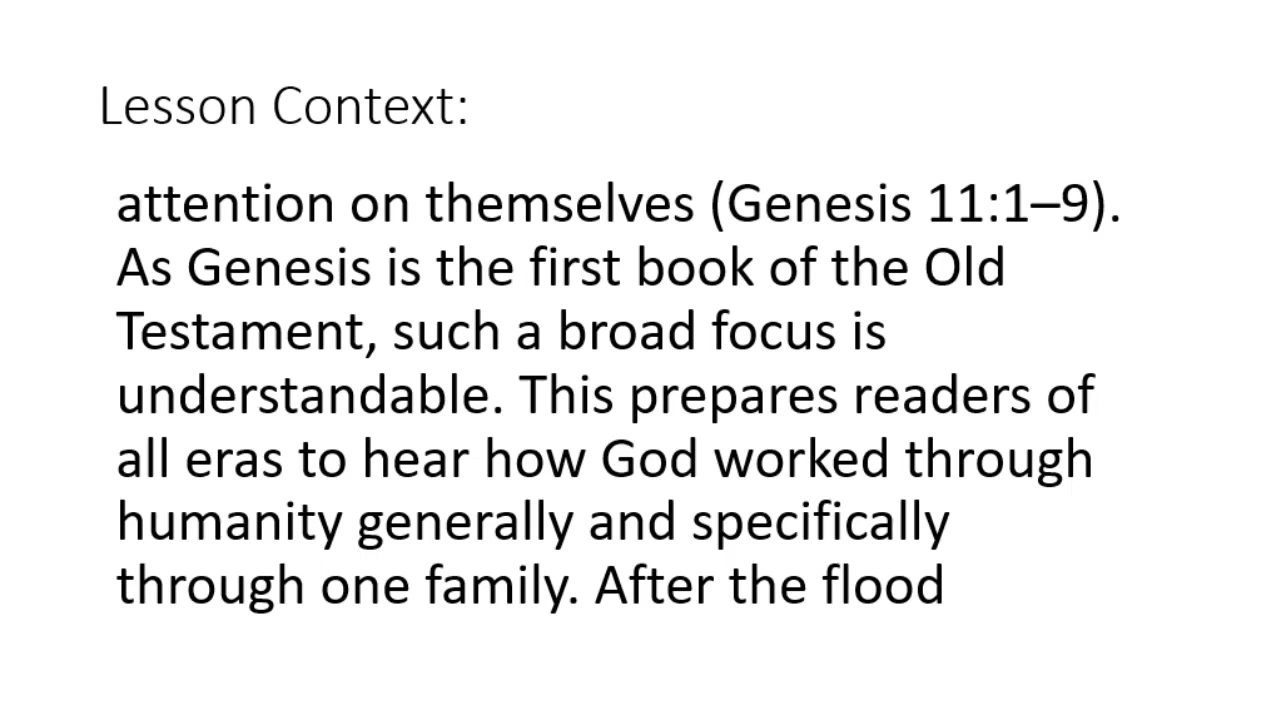 Lesson Context:
attention on themselves (Genesis 11:1–9).
As Genesis is the first book of the Old
Testament, such a broad focus is
understandable. This prepares readers of
all eras to hear how God worked through
humanity generally and specifically
through one family. After the flood